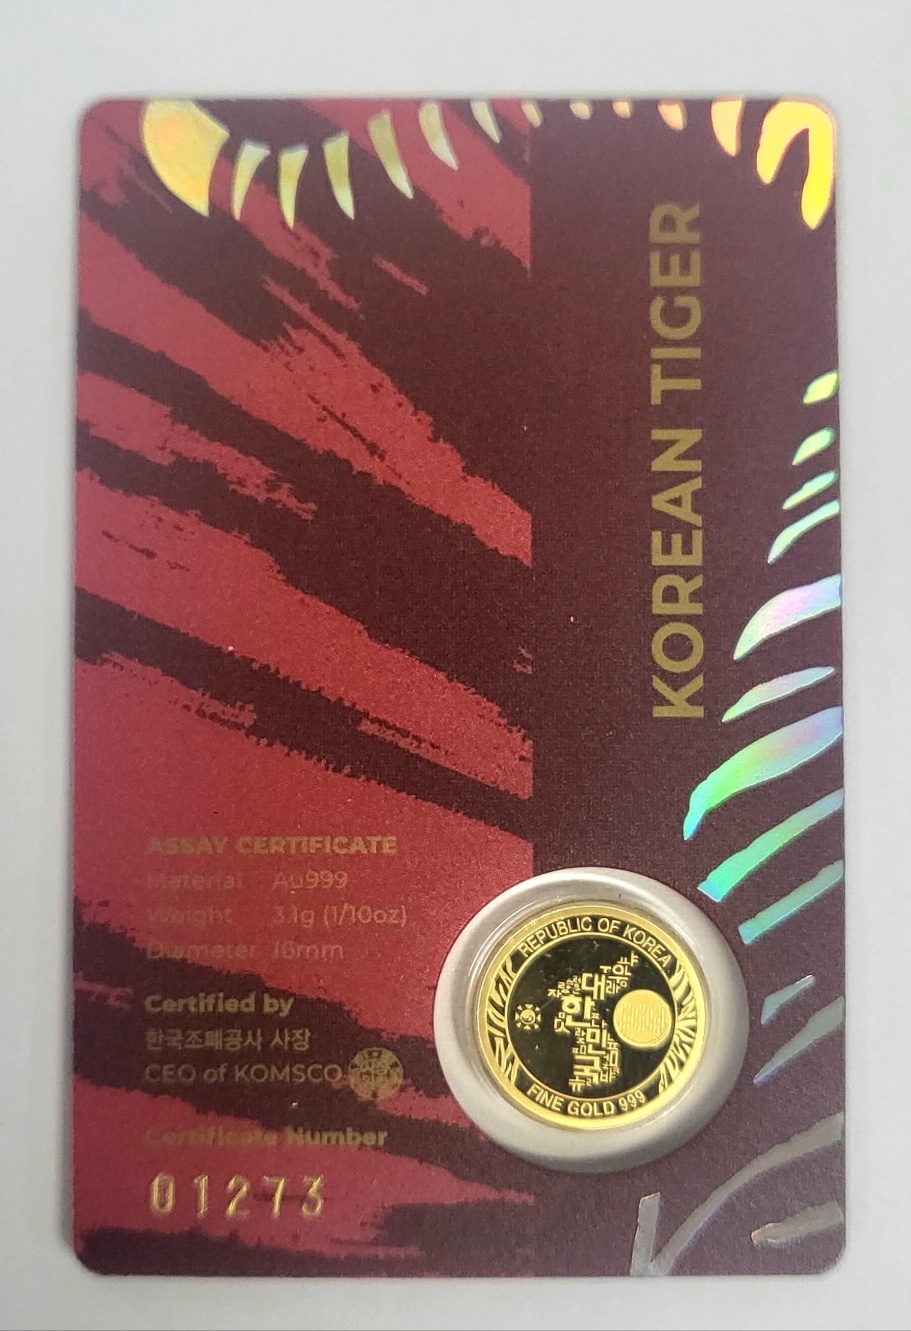 KOREAN TIGER
ASSAY CERTIFICATE
Material Au999
Weight 3.1g (1/10oz)
Diameter 16mm
Certified by
한국조폐공사 사장
CEO of KOMSCO
Certificate Number
01273
REPUBLIC OF KOREA
FINE GOLD 999